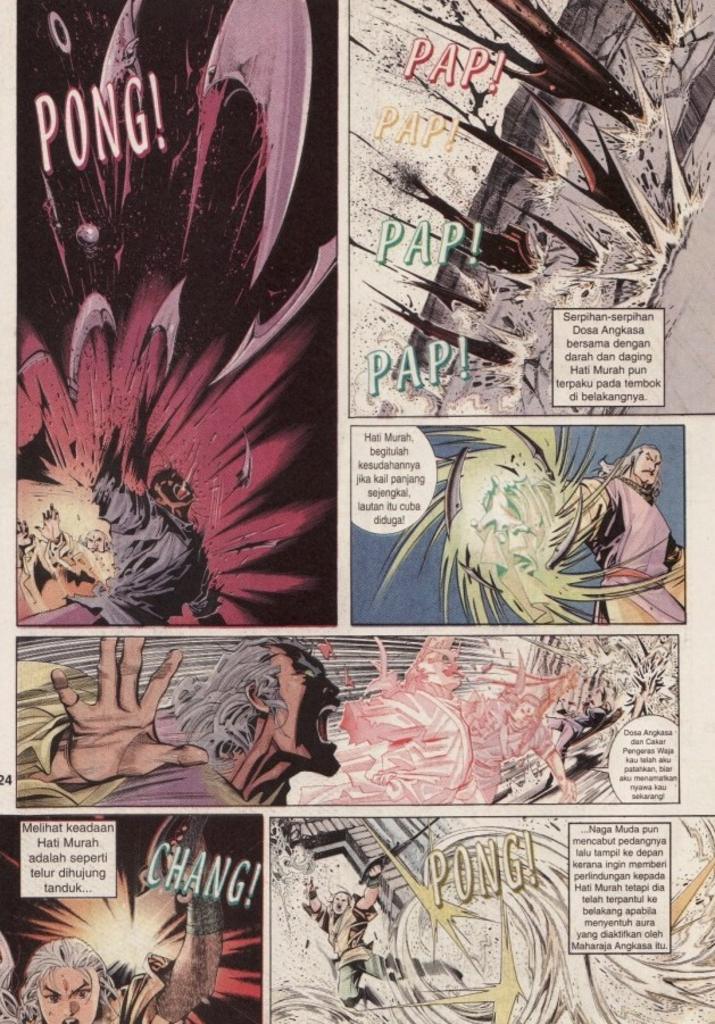 PONG!
PAP!
PAP!
PAP!
PAP!
Serpihan-serpihan
Dosa Angkasa
bersama dengan
darah dan daging
Hati Murah pun
terpaku pada tembok
di belakangnya.
Hati Murah,
begitulah
kesudahannya
jika kail panjang
sejengkal,
lautan itu cuba
diduga!
Dosa Angkasa
dan Cakar
Pengeras Waja
kau telah aku
patahkan, biar
aku menamatkan
nyawa kau
sekarang!
24
Melihat keadaan
Hati Murah
adalah seperti
telur dihujung
tanduk...
CHANG!
PONG!
...Naga Muda pun
mencabut pedangnya
lalu tampil ke depan
kerana ingin memberi
perlindungan kepada
Hati Murah tetapi dia
telah terpantul ke
belakang apabila
menyentuh aura
yang diaktifkan oleh
Maharaja Angkasa itu.